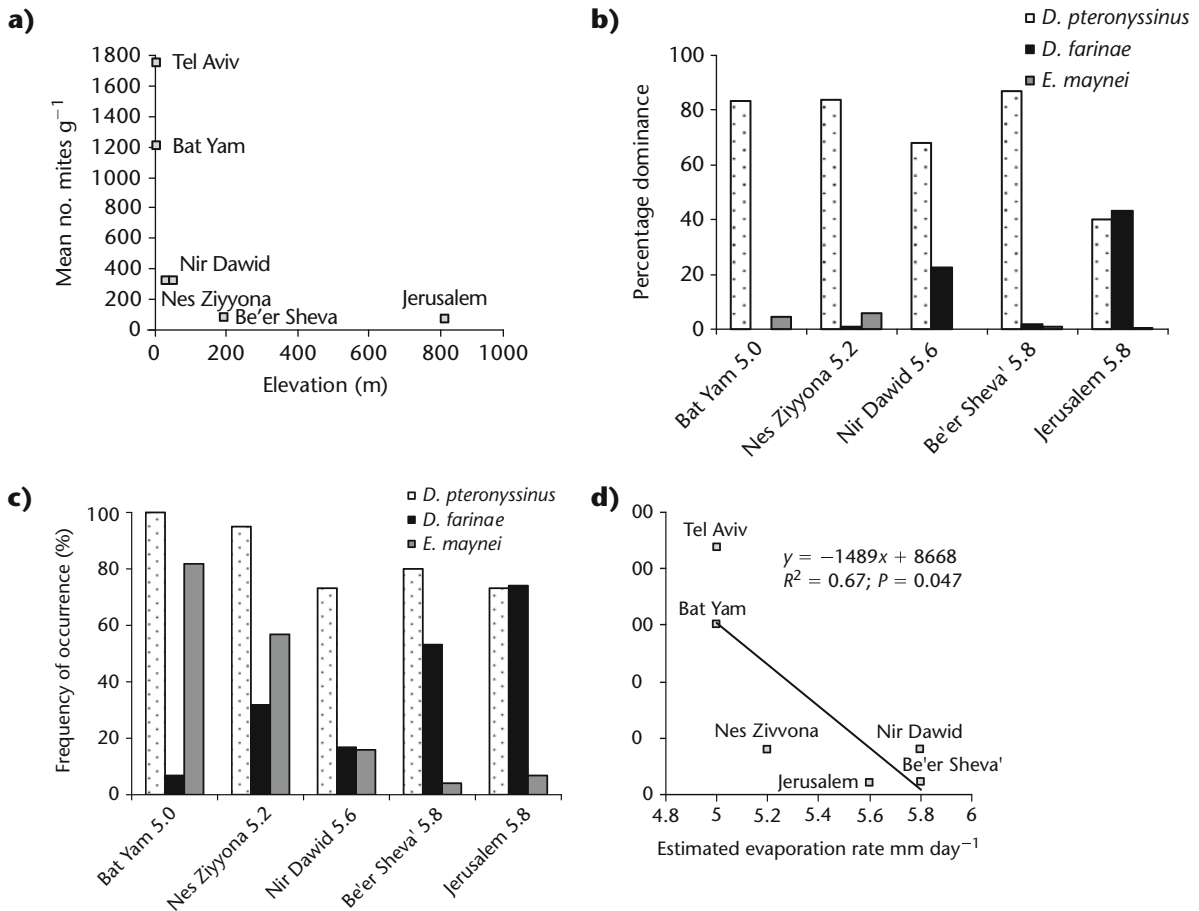 a)
1800
1600
1400
1200
1000
800
600
400
200
0
Mean no. mites g⁻¹
Tel Aviv
Bat Yam
Nir Dawid
Nes Ziyyona
Be'er Sheva
Jerusalem
0 200 400 600 800 1000
Elevation (m)
b)
D. pteronyssinus
D. farinae
E. maynei
100
80
60
40
20
0
Percentage dominance
Bat Yam 5.0
Nes Ziyyona 5.2
Nir Dawid 5.6
Be'er Sheva' 5.8
Jerusalem 5.8
c)
D. pteronyssinus
D. farinae
E. maynei
100
80
60
40
20
0
Frequency of occurrence (%)
Bat Yam 5.0
Nes Ziyyona 5.2
Nir Dawid 5.6
Be'er Sheva' 5.8
Jerusalem 5.8
d)
00
00
00
0
0
0
Tel Aviv
y = −1489x + 8668
R² = 0.67; P = 0.047
Bat Yam
Nes Zivvona
Nir Dawid
Be'er Sheva'
Jerusalem
4.8 5 5.2 5.4 5.6 5.8 6
Estimated evaporation rate mm day⁻¹